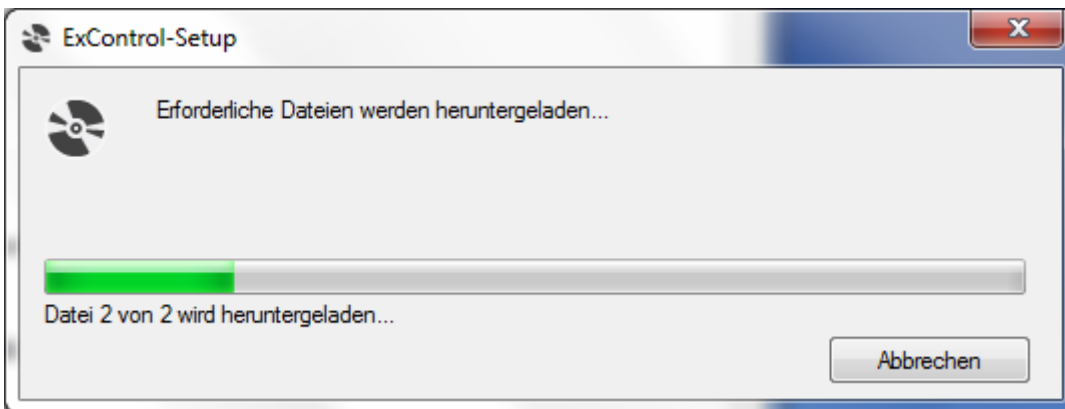 ExControl-Setup
Erforderliche Dateien werden heruntergeladen...
Datei 2 von 2 wird heruntergeladen...
Abbrechen